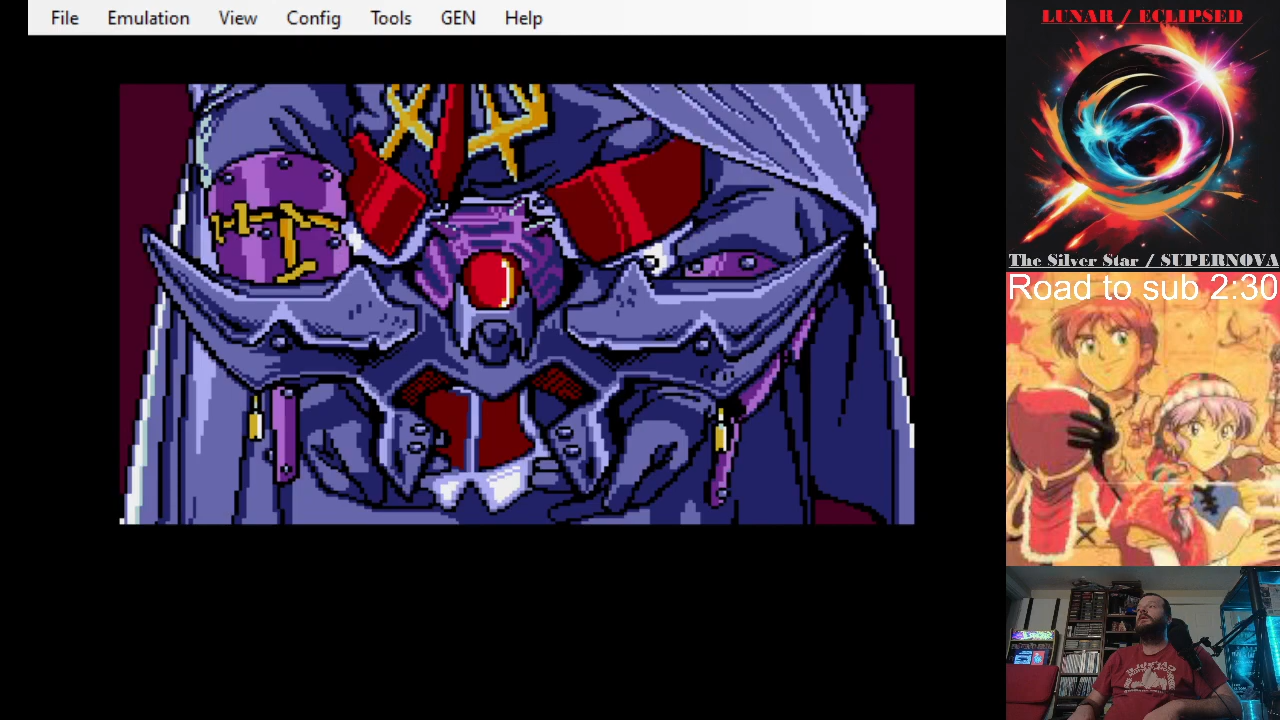 File Emulation View Config Tools GEN Help
LUNAR / ECLIPSED
The Silver Star / SUPERNOVA
Road to sub 2:30